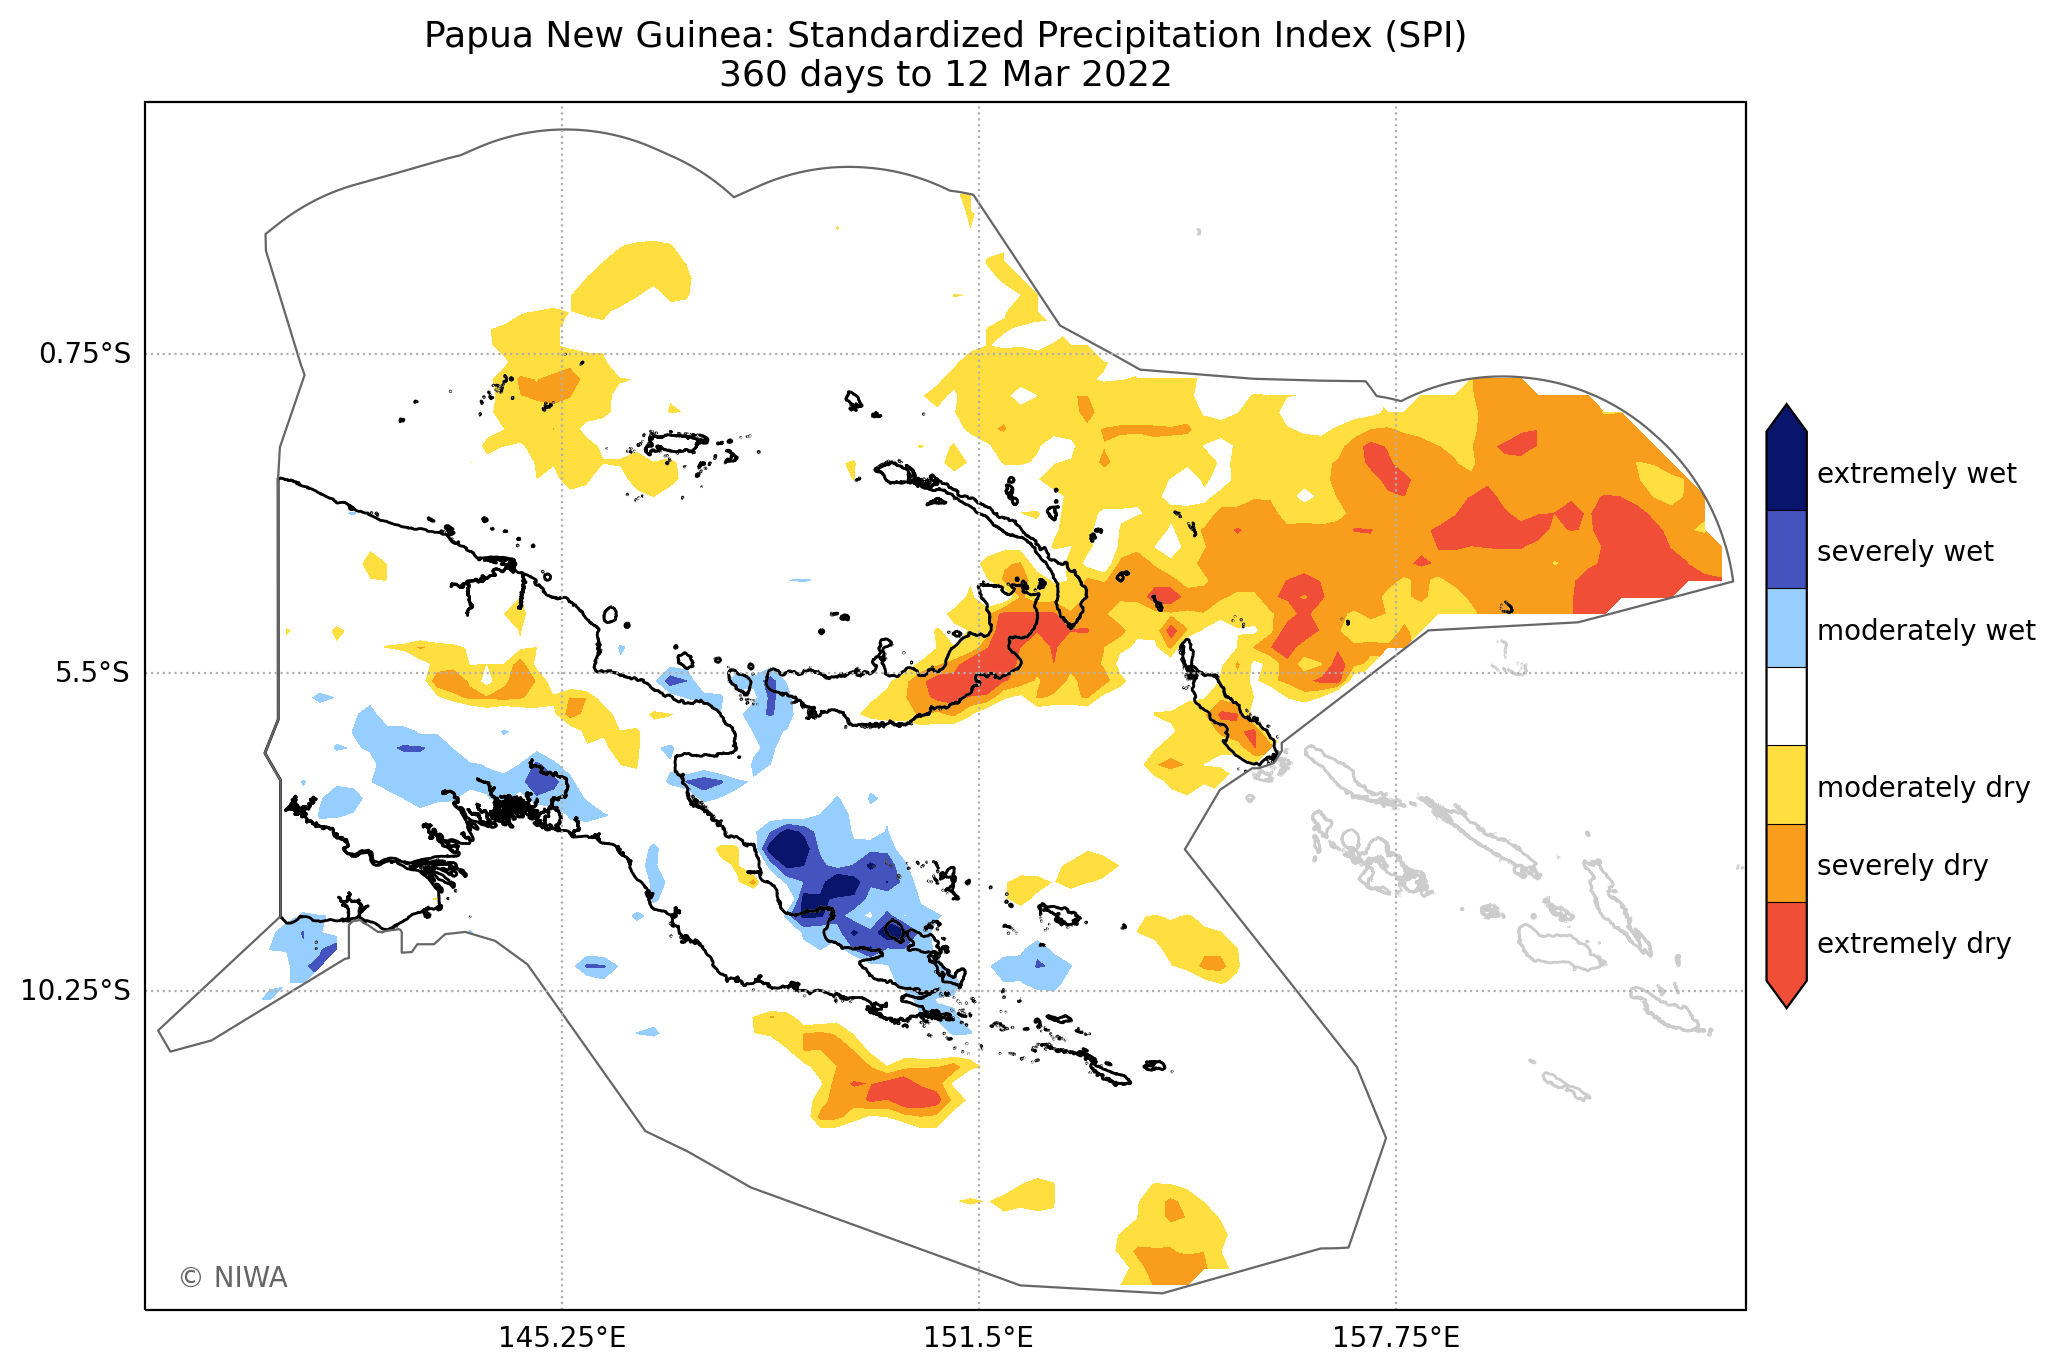 Papua New Guinea: Standardized Precipitation Index (SPI)
360 days to 12 Mar 2022
0.75°S
5.5°S
10.25°S
145.25°E
151.5°E
157.75°E
extremely wet
severely wet
moderately wet
moderately dry
severely dry
extremely dry
© NIWA